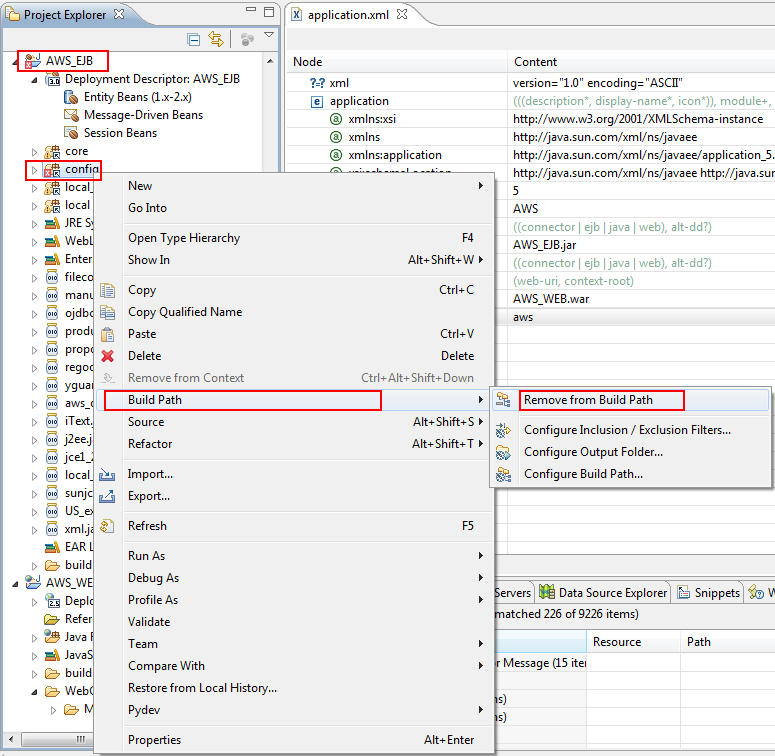 Project Explorer
AWS_EJB
Deployment Descriptor: AWS_EJB
Entity Beans (1.x-2.x)
Message-Driven Beans
Session Beans
core
config
local_
local
JRE Sy
WebL
Enter
fileco
manu
ojdbo
produ
propo
regoo
yguar
aws_c
iText.
j2ee.ja
jce1_2
local_
sunjc
US_ex
xml.ja
EAR L
build
AWS_WE
Deplo
Refer
Java R
JavaS
build
WebC
M
application.xml
Node Content
xml version="1.0" encoding="ASCII"
application (((description*, display-name*, icon*)), module+,
xmlns:xsi http://www.w3.org/2001/XMLSchema-instance
xmlns http://java.sun.com/xml/ns/javaee
xmlns:application http://java.sun.com/xml/ns/javaee/application_5.
xsi:schemaLocation http://java.sun.com/xml/ns/javaee http://java.sun
5
AWS
((connector | ejb | java | web), alt-dd?)
AWS_EJB.jar
((connector | ejb | java | web), alt-dd?)
(web-uri, context-root)
AWS_WEB.war
aws
New
Go Into
Open Type Hierarchy F4
Show In Alt+Shift+W
Copy Ctrl+C
Copy Qualified Name
Paste Ctrl+V
Delete Delete
Remove from Context Ctrl+Alt+Shift+Down
Build Path
Source Alt+Shift+S
Refactor Alt+Shift+T
Import...
Export...
Refresh F5
Run As
Debug As
Profile As
Validate
Team
Compare With
Restore from Local History...
Pydev
Properties Alt+Enter
Remove from Build Path
Configure Inclusion / Exclusion Filters...
Configure Output Folder...
Configure Build Path...
Servers Data Source Explorer Snippets W
matched 226 of 9226 items)
Resource Path
or Message (15 iter
ns)
ns)